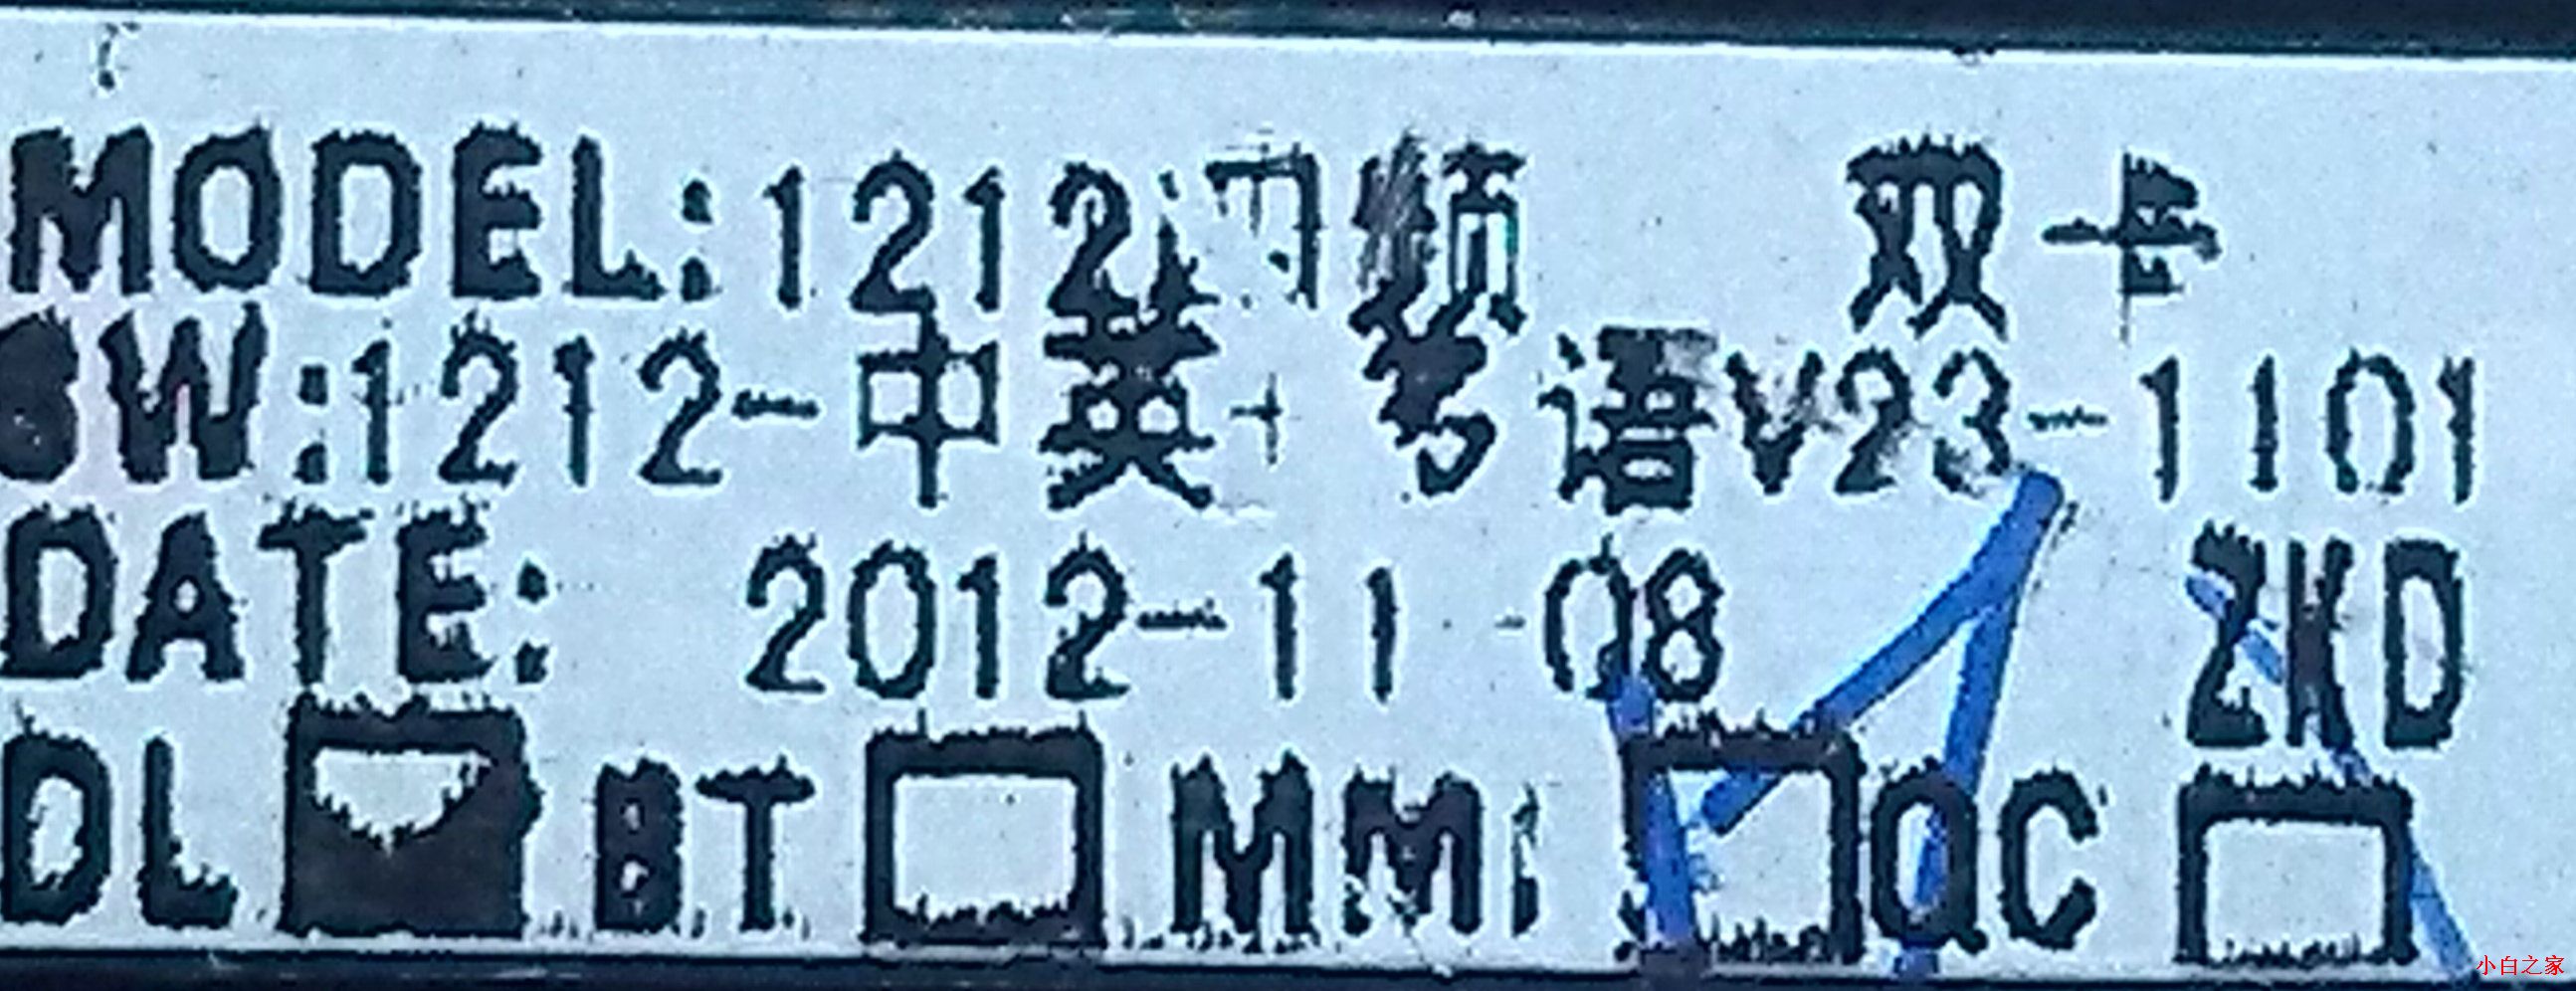 MODEL:1212 频 双卡
SW:1212-中英+粤语V23-1101
DATE: 2012-11-08 ZKD
DL BT MMI QC
小白之家